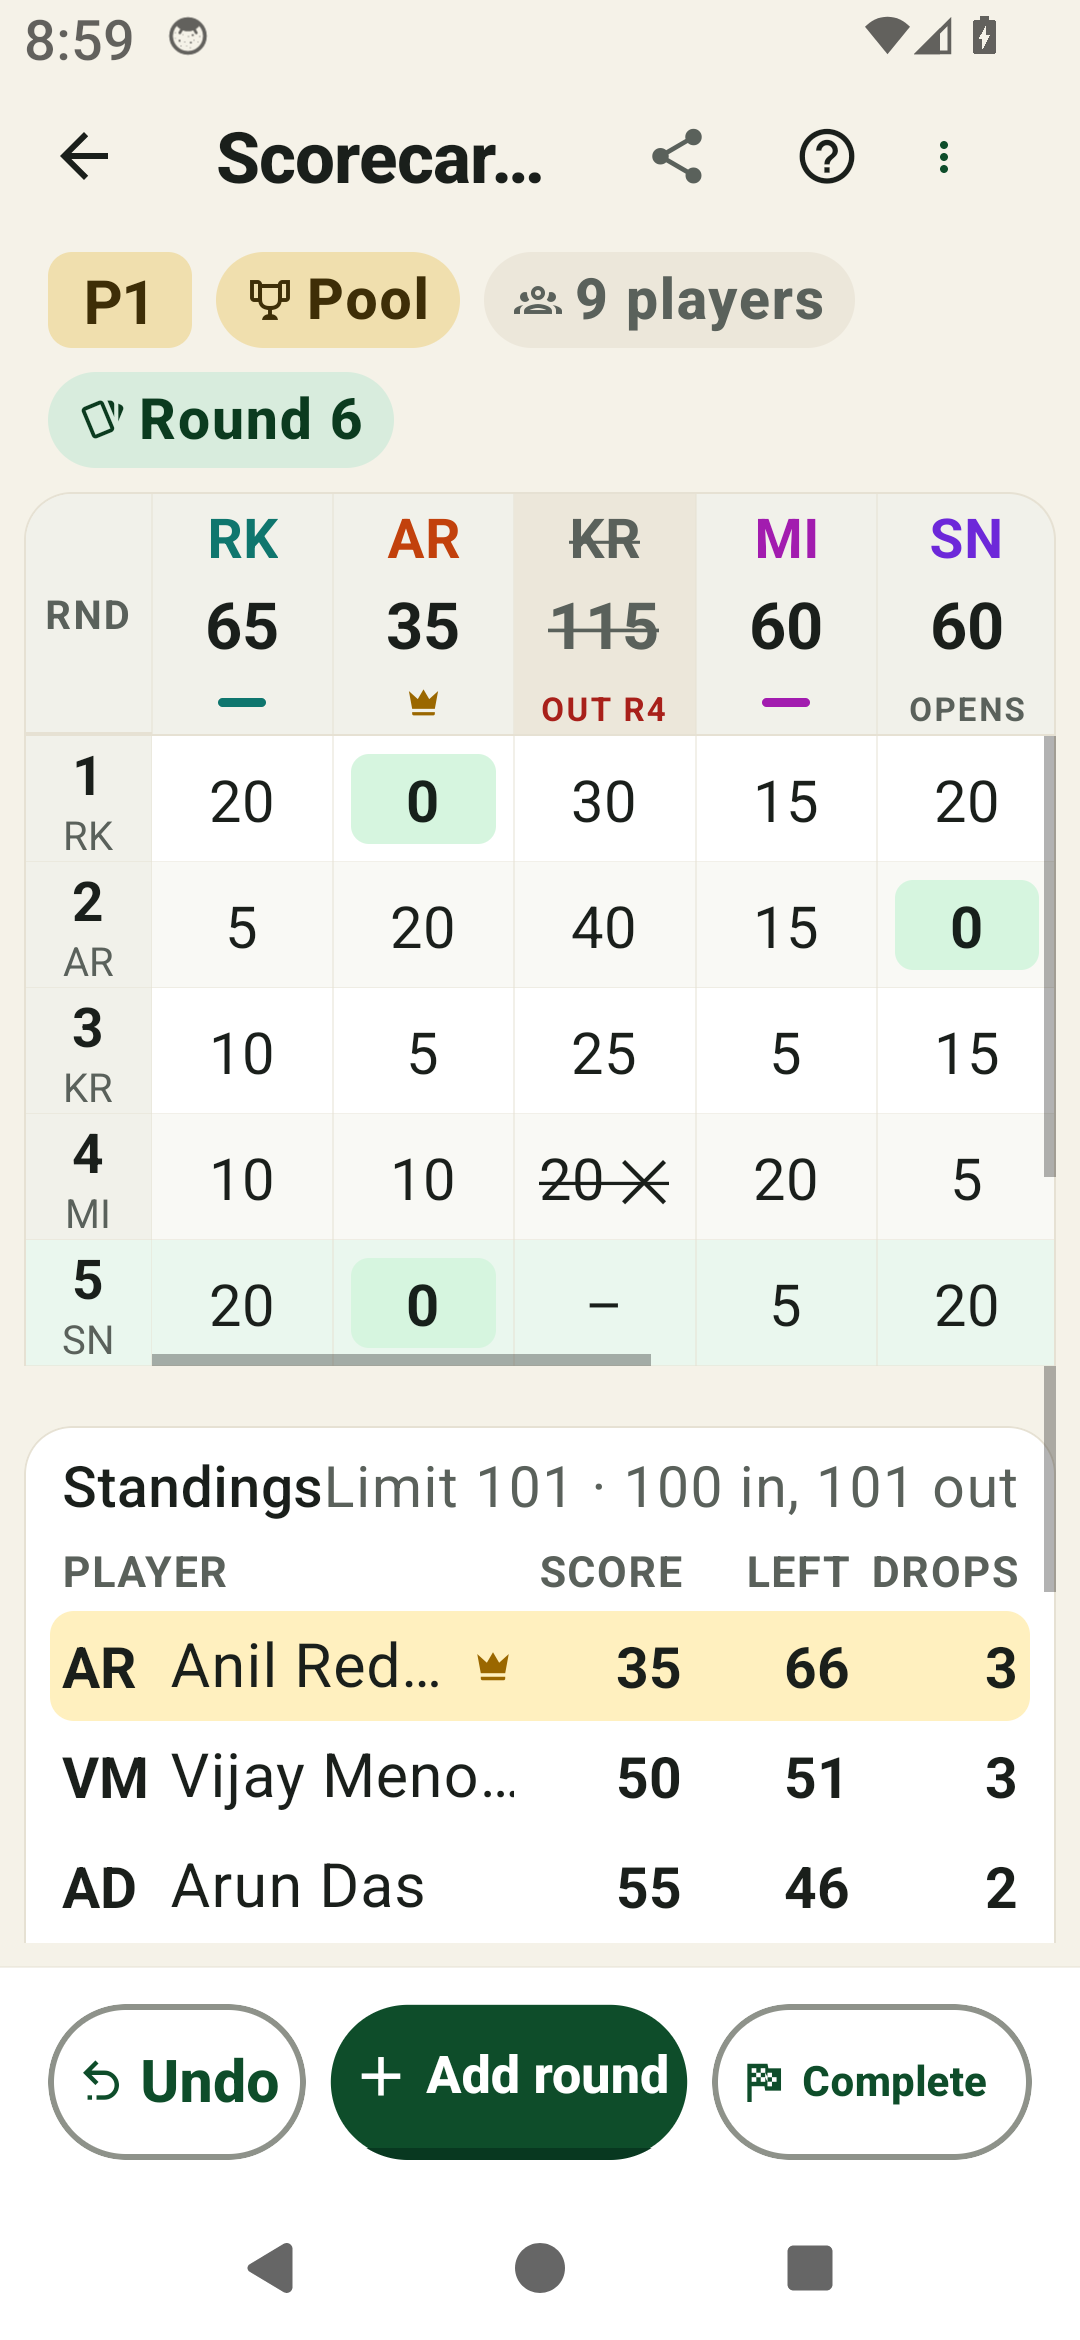 8:59
Scorecar...
P1 Pool 9 players
Round 6
RND RK AR KR MI SN
65 35 115 60 60
OUT R4 OPENS
1 20 0 30 15 20
RK
2 5 20 40 15 0
AR
3 10 5 25 5 15
KR
4 10 10 20 × 20 5
MI
5 20 0 – 5 20
SN
Standings Limit 101 · 100 in, 101 out
PLAYER SCORE LEFT DROPS
AR Anil Red... 35 66 3
VM Vijay Meno... 50 51 3
AD Arun Das 55 46 2
Undo + Add round Complete